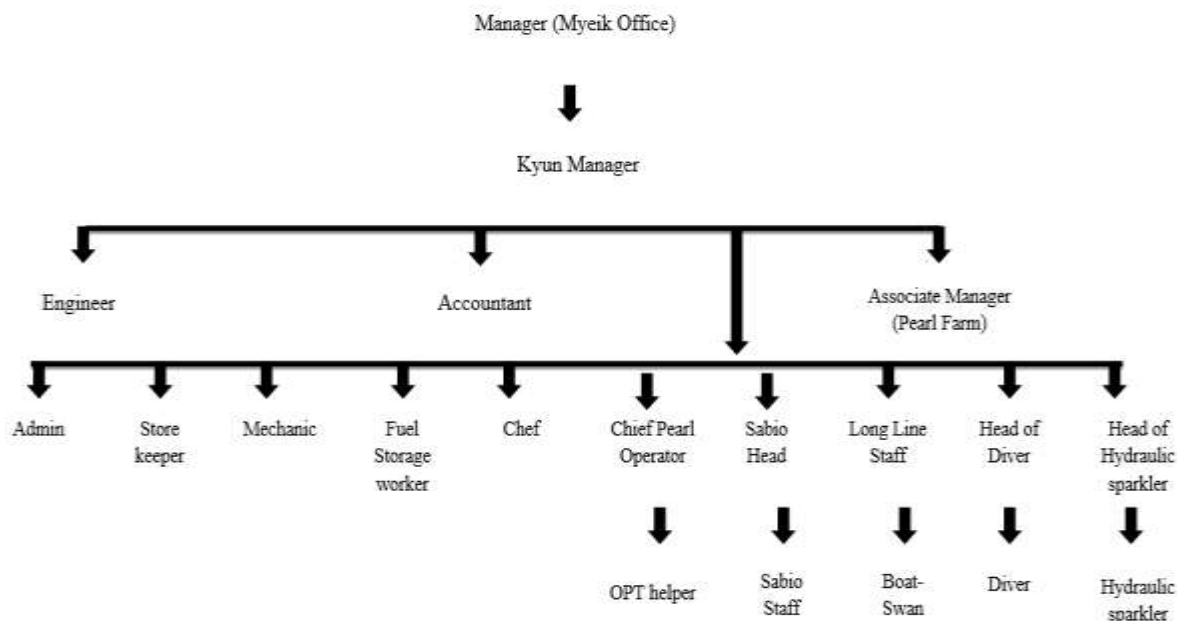 Manager (Myeik Office)
Kyun Manager
Engineer
Accountant
Associate Manager
(Pearl Farm)
Admin
Store
keeper
Mechanic
Fuel
Storage
worker
Chef
Chief Pearl
Operator
Sabio
Head
Long Line
Staff
Head of
Diver
Head of
Hydraulic
sparkler
OPT helper
Sabio
Staff
Boat-
Swan
Diver
Hydraulic
sparkler